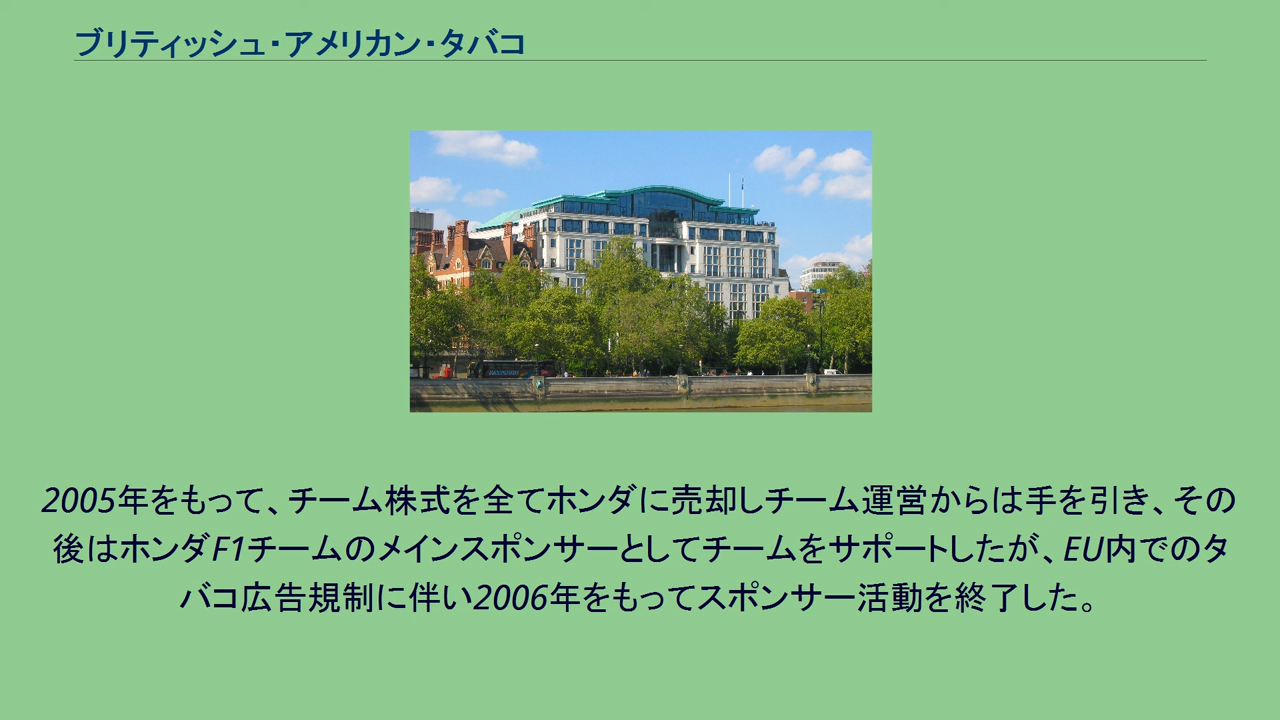 ブリティッシュ・アメリカン・タバコ
2005年をもって、チーム株式を全てホンダに売却しチーム運営からは手を引き、その
後はホンダF1チームのメインスポンサーとしてチームをサポートしたが、EU内でのタ
バコ広告規制に伴い2006年をもってスポンサー活動を終了した。